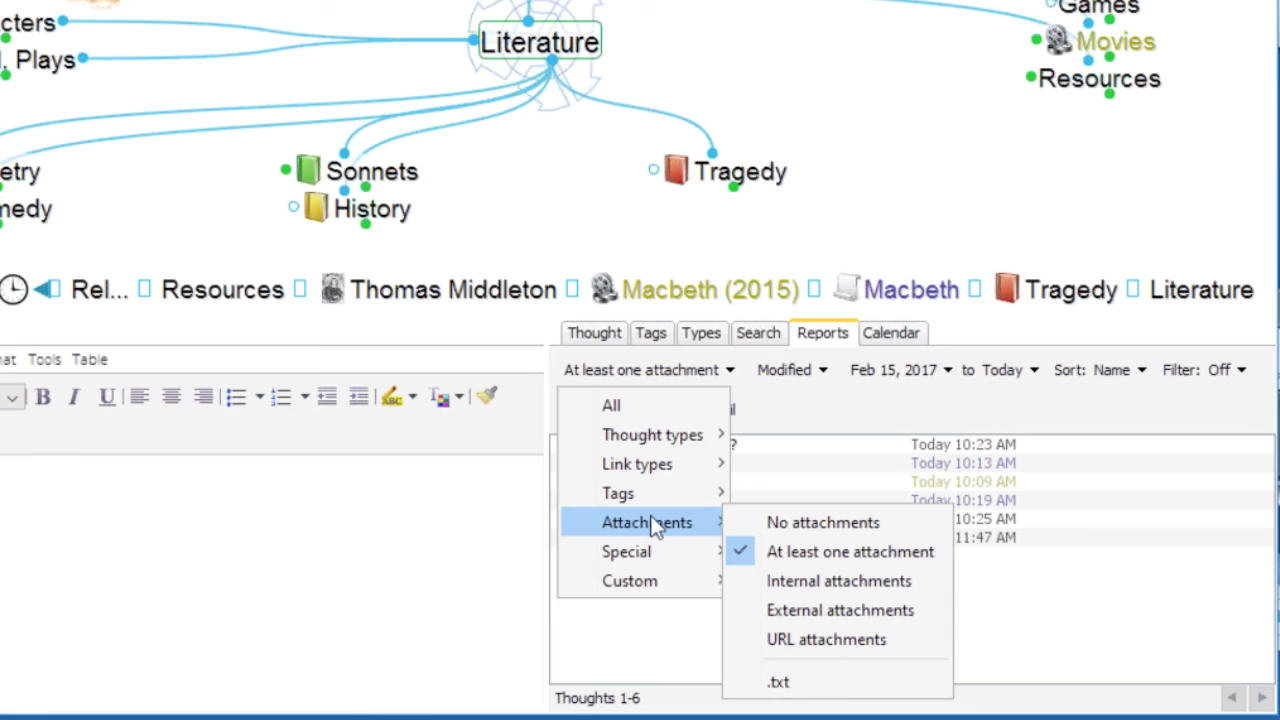 Games
cters
Literature
Movies
, Plays
Resources
etry
Sonnets
Tragedy
medy
History
Rel... Resources Thomas Middleton Macbeth (2015) Macbeth Tragedy Literature
Thought Tags Types Search Reports Calendar
at Tools Table
At least one attachment Modified Feb 15, 2017 to Today Sort: Name Filter: Off
B I U ABC T
All
Thought types
? Today 10:23 AM
Link types
Today 10:13 AM
Today 10:09 AM
Tags
Today 10:19 AM
Attachments
No attachments
10:25 AM
11:47 AM
Special
At least one attachment
Custom
Internal attachments
External attachments
URL attachments
.txt
Thoughts 1-6